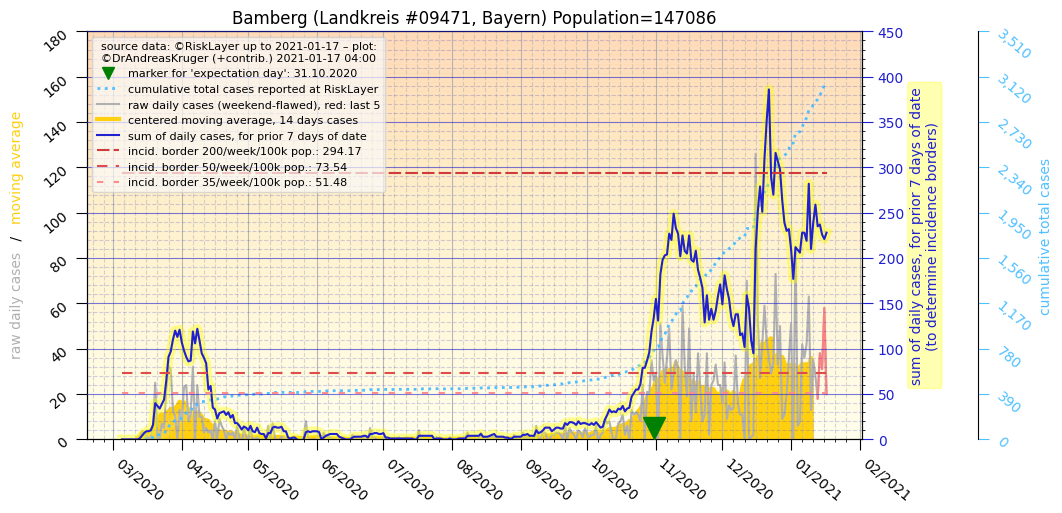 Bamberg (Landkreis #09471, Bayern) Population=147086
source data: ©RiskLayer up to 2021-01-17 – plot:
©DrAndreasKruger (+contrib.) 2021-01-17 04:00
marker for 'expectation day': 31.10.2020
cumulative total cases reported at RiskLayer
raw daily cases (weekend-flawed), red: last 5
centered moving average, 14 days cases
sum of daily cases, for prior 7 days of date
incid. border 200/week/100k pop.: 294.17
incid. border 50/week/100k pop.: 73.54
incid. border 35/week/100k pop.: 51.48
raw daily cases / moving average
180
160
140
120
100
80
60
40
20
0
03/2020
04/2020
05/2020
06/2020
07/2020
08/2020
09/2020
10/2020
11/2020
12/2020
01/2021
02/2021
450
400
350
300
250
200
150
100
50
0
sum of daily cases, for prior 7 days of date
(to determine incidence borders)
3,510
3,120
2,730
2,340
1,950
1,560
1,170
780
390
0
cumulative total cases